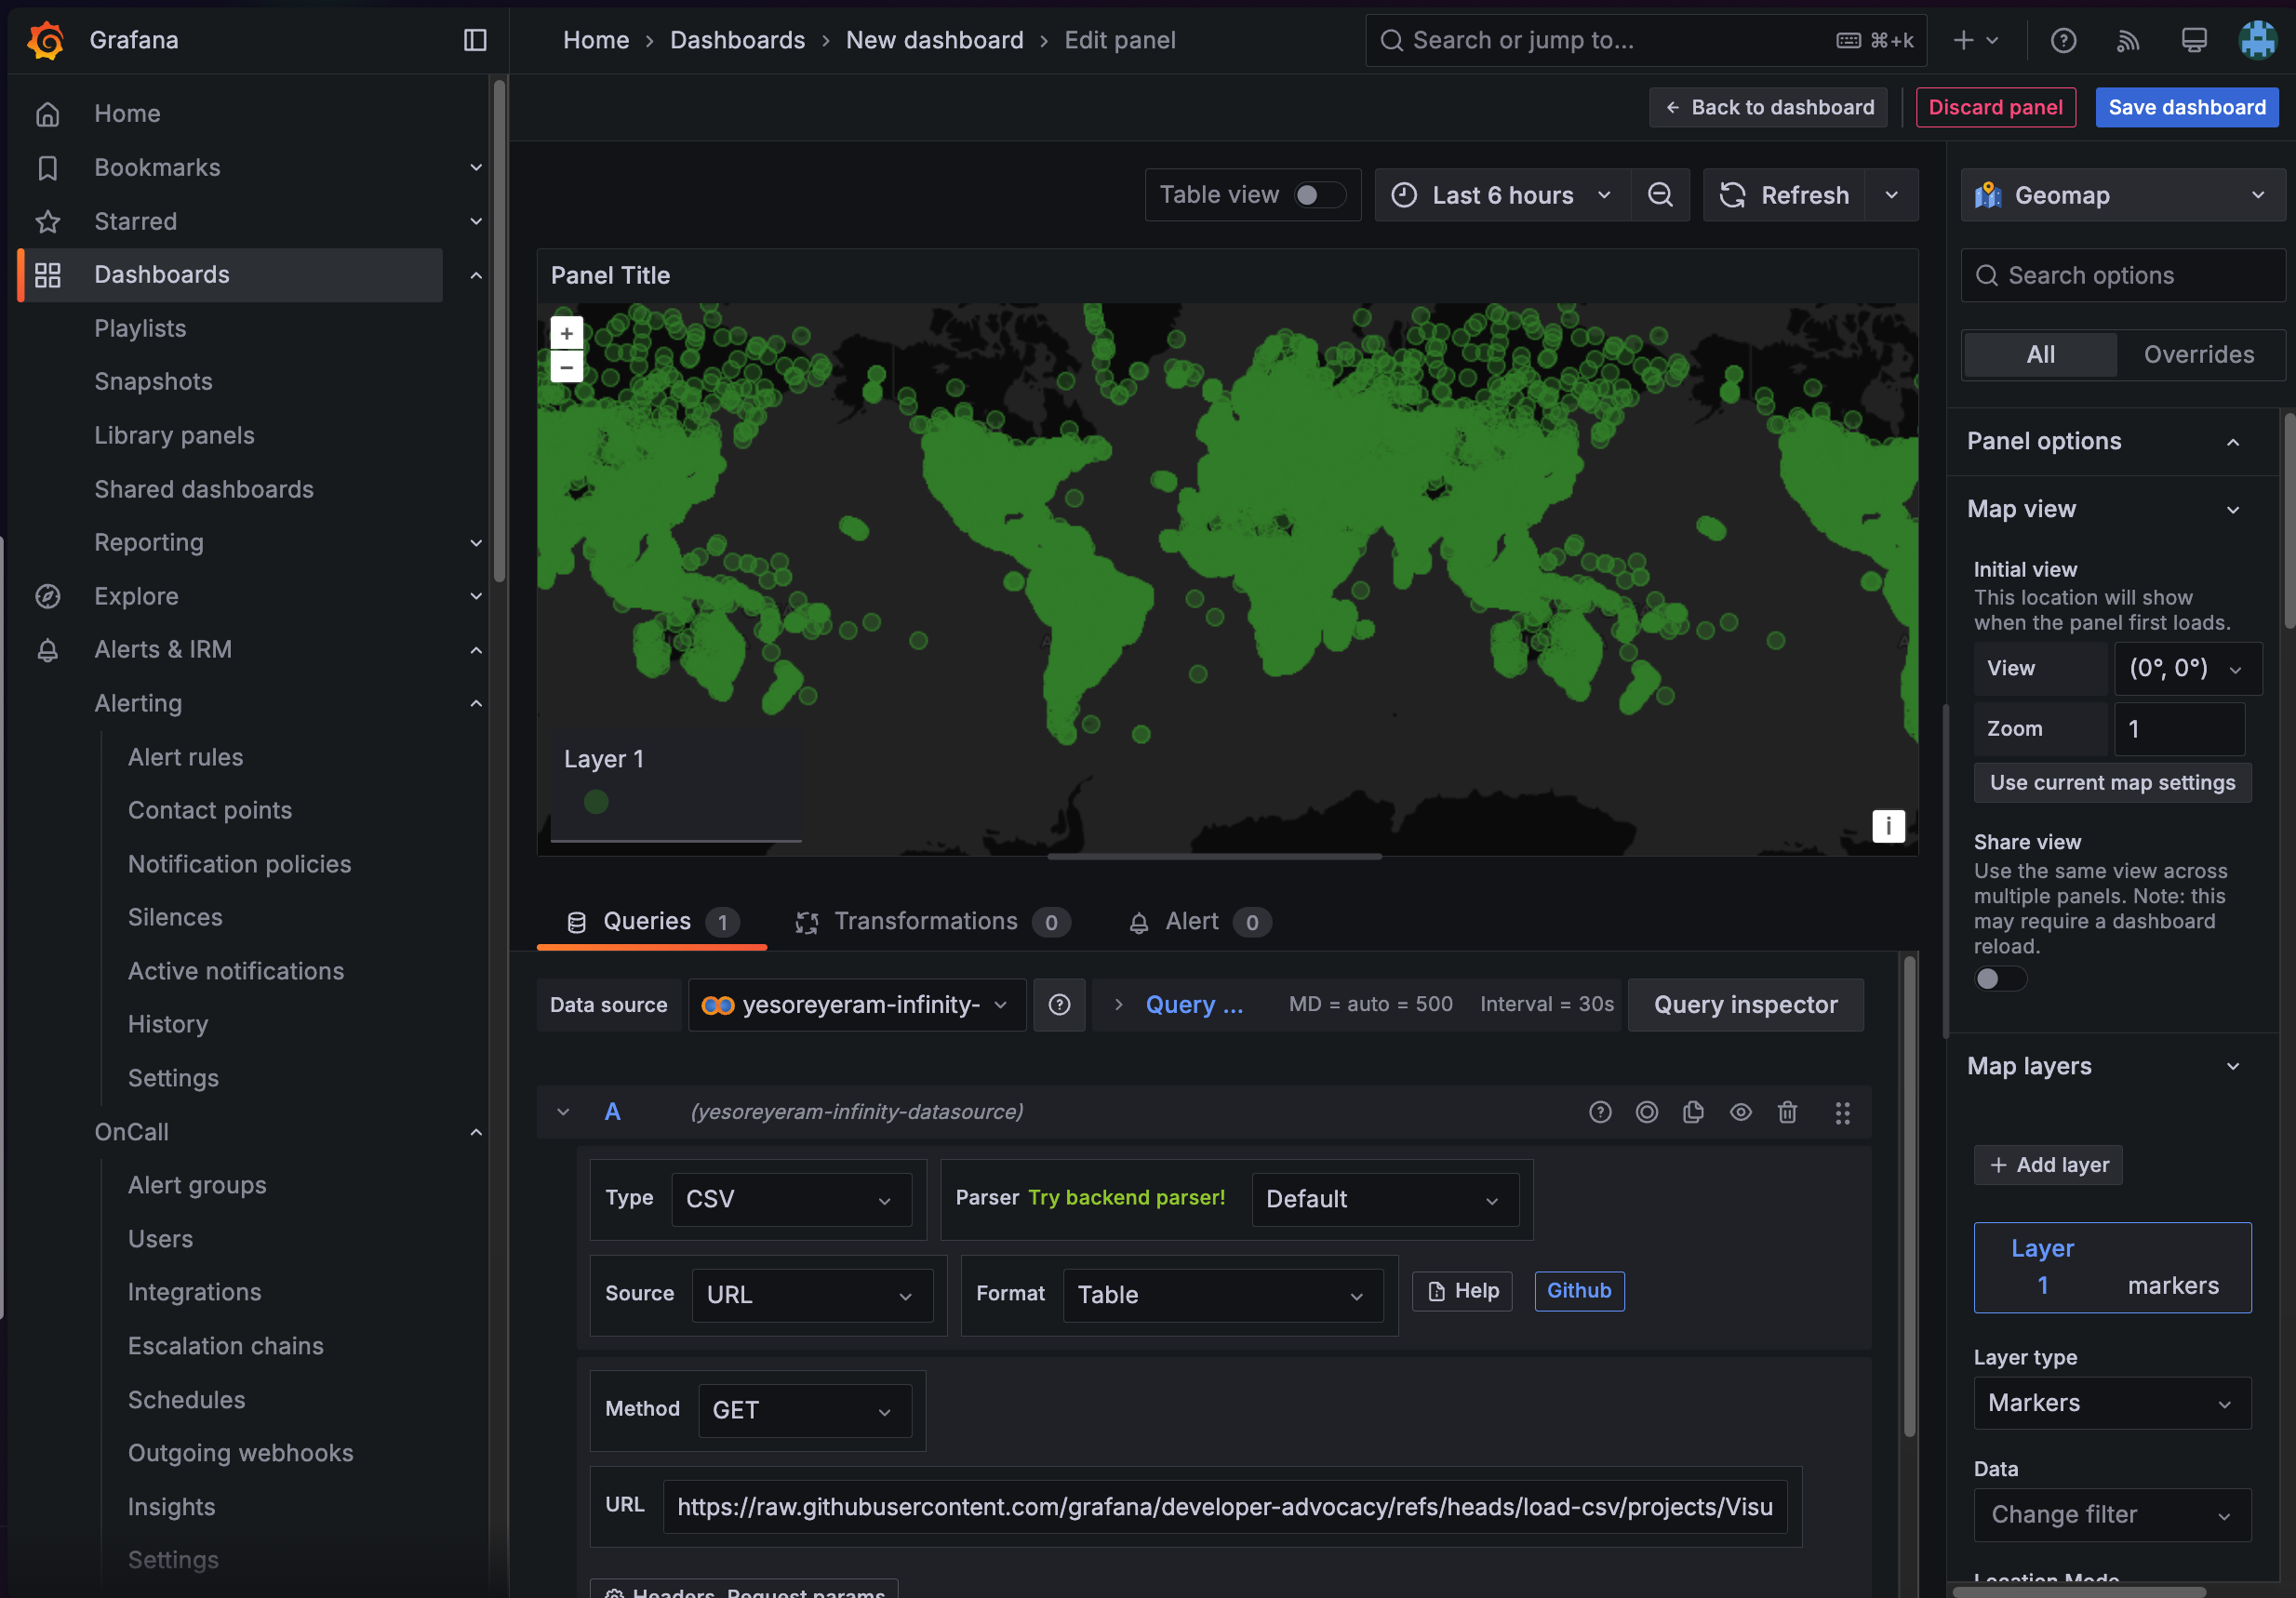 Grafana
Home › Dashboards › New dashboard › Edit panel
Search or jump to...
⌘+k
Back to dashboard
Discard panel
Save dashboard
Home
Bookmarks
Starred
Dashboards
Playlists
Snapshots
Library panels
Shared dashboards
Reporting
Explore
Alerts & IRM
Alerting
Alert rules
Contact points
Notification policies
Silences
Active notifications
History
Settings
OnCall
Alert groups
Users
Integrations
Escalation chains
Schedules
Outgoing webhooks
Insights
Settings
Table view
Last 6 hours
Refresh
Panel Title
+
−
Layer 1
i
Queries 1
Transformations 0
Alert 0
Data source
yesoreyeram-infinity-
Query ...
MD = auto = 500
Interval = 30s
Query inspector
A
(yesoreyeram-infinity-datasource)
Type
CSV
Parser Try backend parser!
Default
Source
URL
Format
Table
Help
Github
Method
GET
URL
https://raw.githubusercontent.com/grafana/developer-advocacy/refs/heads/load-csv/projects/Visu
Headers, Request params
Geomap
Search options
All
Overrides
Panel options
Map view
Initial view
This location will show
when the panel first loads.
View
(0°, 0°)
Zoom
1
Use current map settings
Share view
Use the same view across
multiple panels. Note: this
may require a dashboard
reload.
Map layers
+ Add layer
Layer
1
markers
Layer type
Markers
Data
Change filter
Location Mode